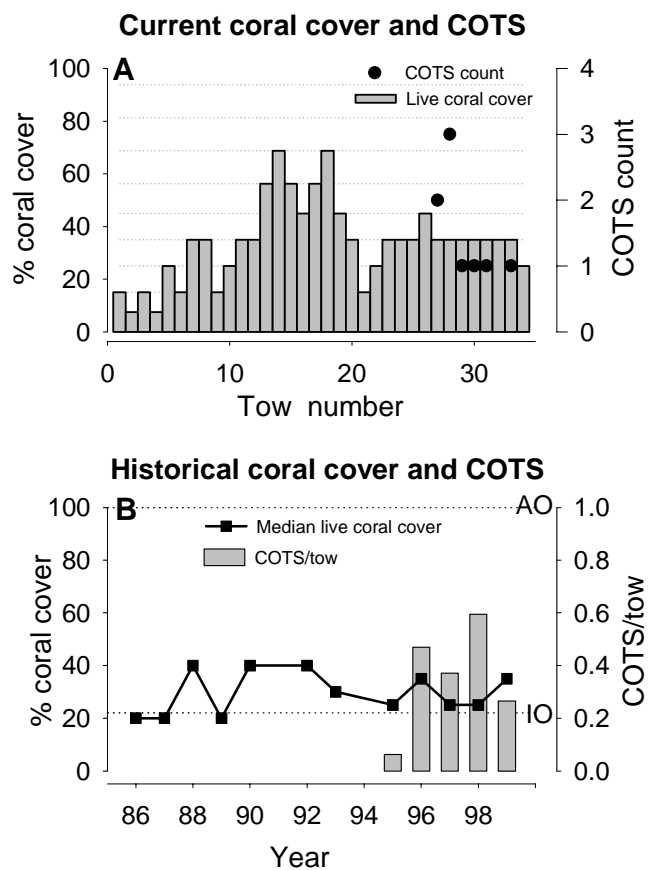 Current coral cover and COTS
A
COTS count
Live coral cover
100
80
60
40
20
0
% coral cover
4
3
2
1
0
COTS count
0 10 20 30
Tow number
Historical coral cover and COTS
B
AO
Median live coral cover
COTS/tow
IO
100
80
60
40
20
0
% coral cover
1.0
0.8
0.6
0.4
0.2
0.0
COTS/tow
86 88 90 92 94 96 98
Year